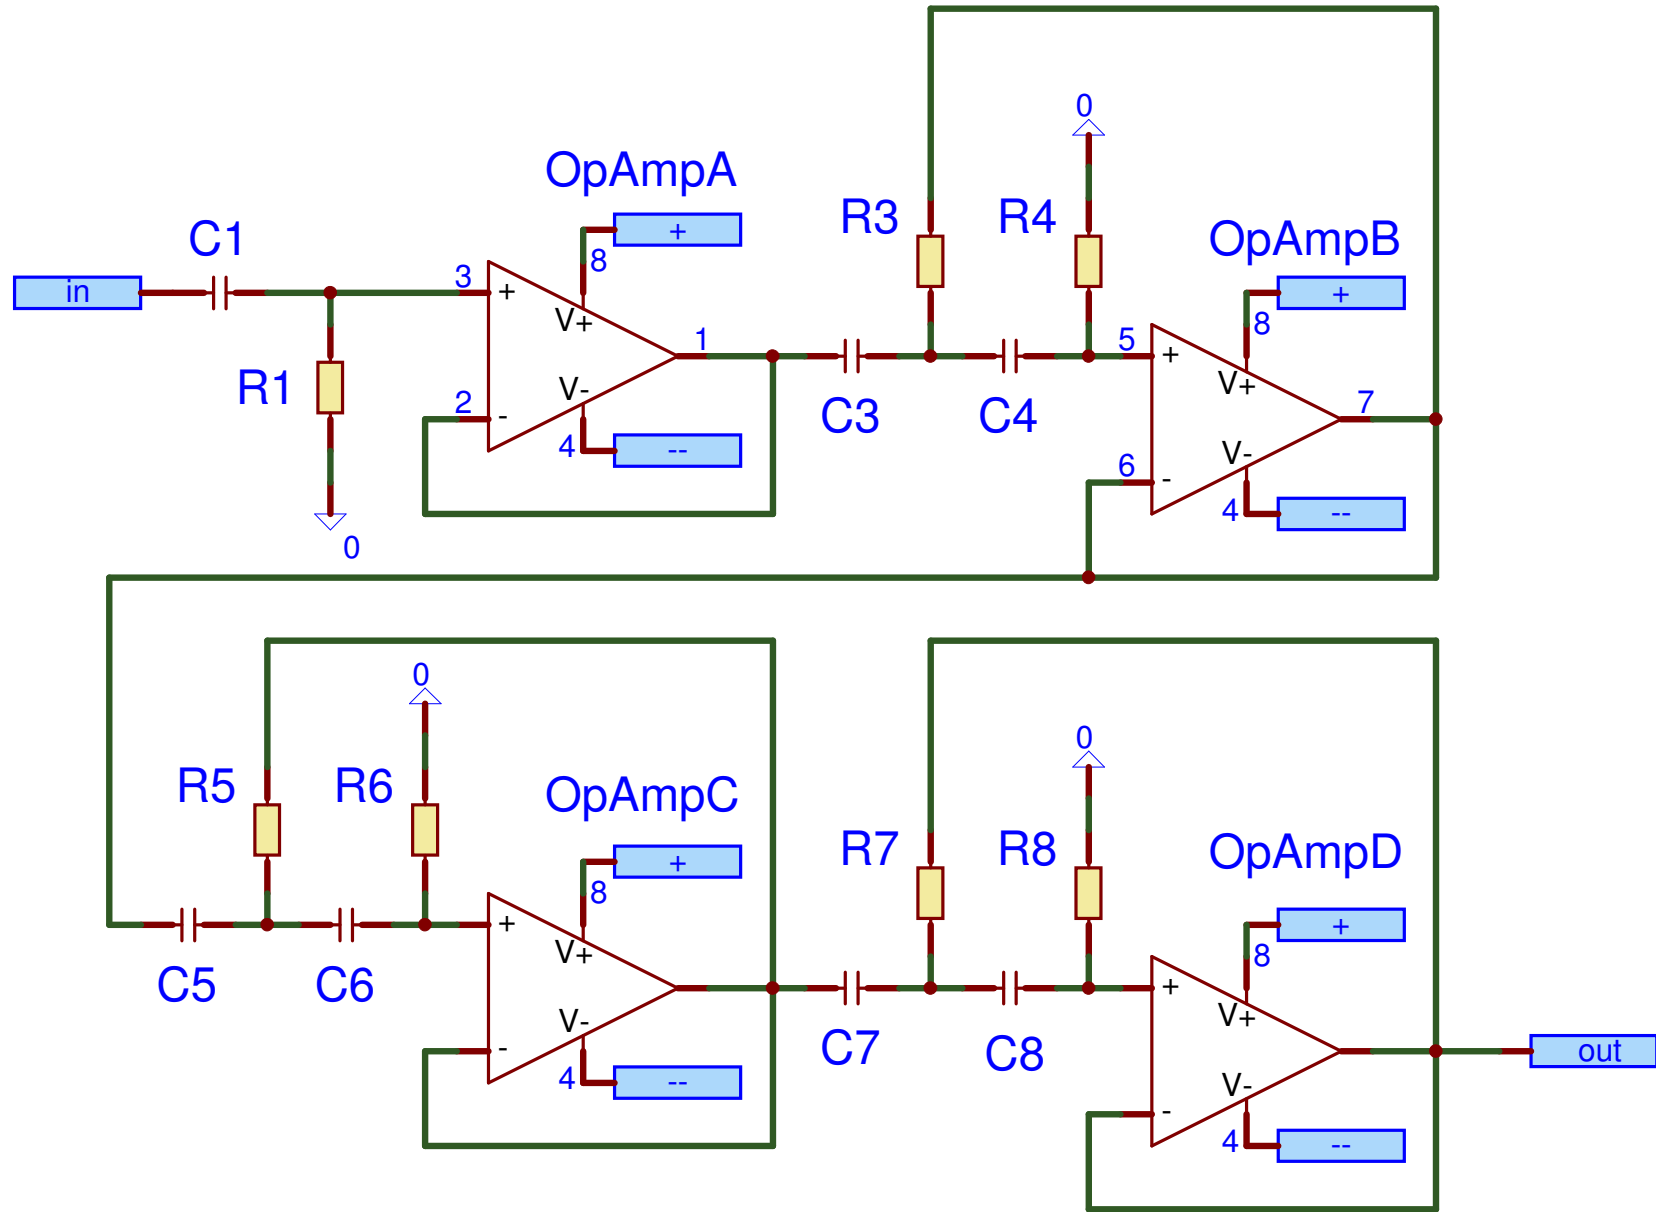 0
OpAmpA
R3
R4
C1
+
8
OpAmpB
in
3
+
V+
+
8
1
5
+
V+
R1
V-
2
-
4
--
C3
C4
7
V-
6
-
4
--
0
0
R5
R6
OpAmpC
0
R7
R8
OpAmpD
+
8
+
V+
+
8
C5
C6
V-
-
4
--
C7
C8
+
V+
out
V-
-
4
--